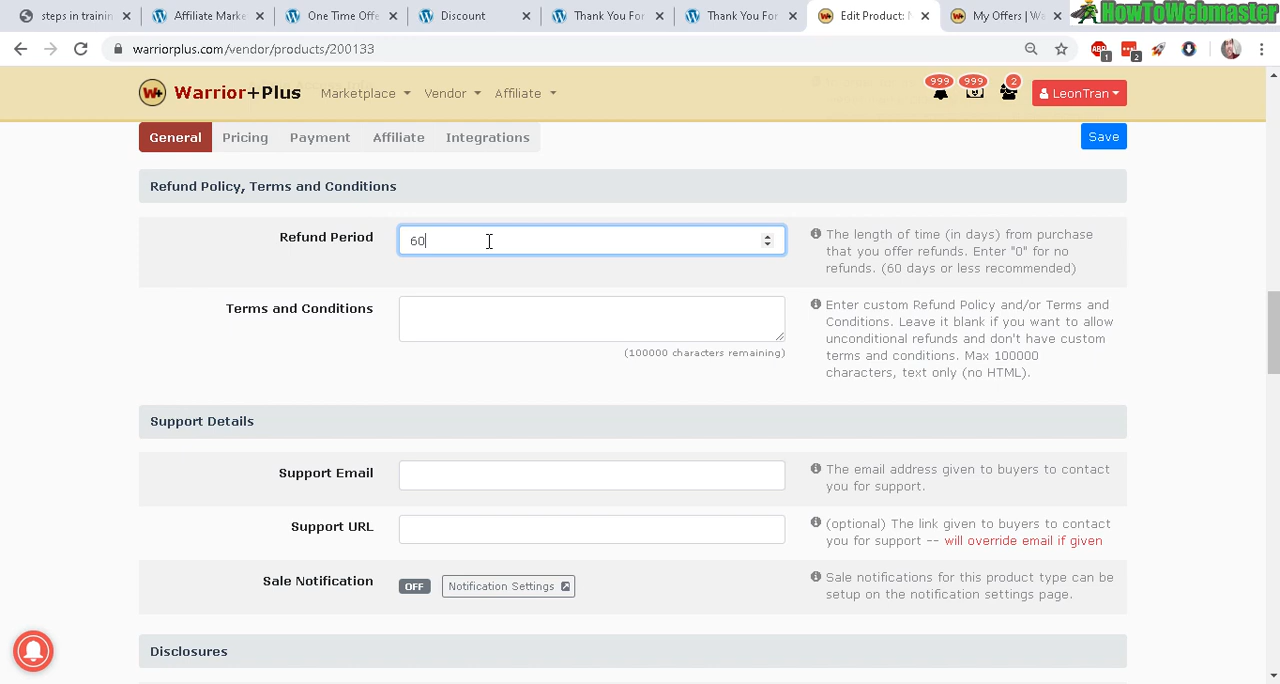 steps in trainin
Affiliate Marke
One Time Offe
Discount
Thank You For
Thank You For
Edit Product: N
My Offers | Wa
HowToWebmaster
warriorplus.com/vendor/products/200133
ABP
1
2
Warrior+Plus
Marketplace
Vendor
Affiliate
999
999
2
LeonTran
General
Pricing
Payment
Affiliate
Integrations
Save
Refund Policy, Terms and Conditions
Refund Period
60
The length of time (in days) from purchase
that you offer refunds. Enter "0" for no
refunds. (60 days or less recommended)
Terms and Conditions
(100000 characters remaining)
Enter custom Refund Policy and/or Terms and
Conditions. Leave it blank if you want to allow
unconditional refunds and don't have custom
terms and conditions. Max 100000
characters, text only (no HTML).
Support Details
Support Email
The email address given to buyers to contact
you for support.
Support URL
(optional) The link given to buyers to contact
you for support -- will override email if given
Sale Notification
OFF
Notification Settings
Sale notifications for this product type can be
setup on the notification settings page.
Disclosures